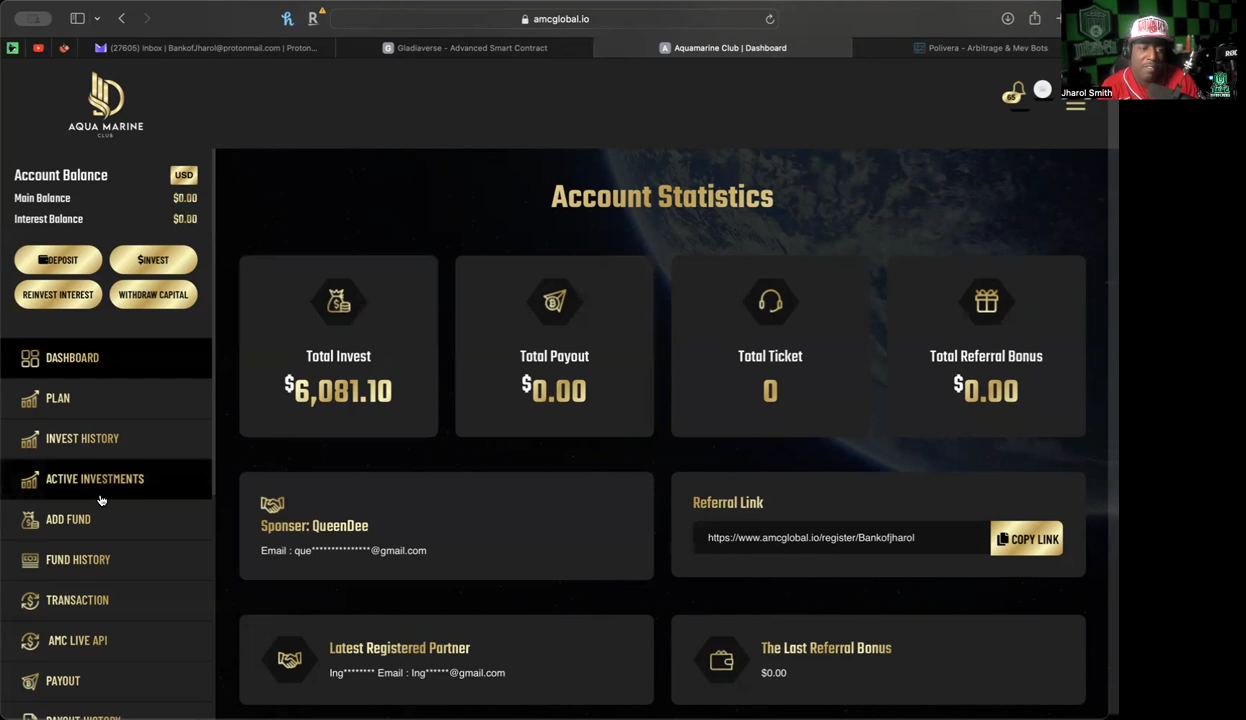 amcglobal.io
(27605) Inbox | BankofJharol@protonmail.com | Proton...
Gladiaverse - Advanced Smart Contract
Aquamarine Club | Dashboard
Polivera - Arbitrage & Mev Bots
Jharol Smith
AQUA MARINE
CLUB
65
Account Balance
USD
Main Balance
$0.00
Interest Balance
$0.00
DEPOSIT
$INVEST
REINVEST INTEREST
WITHDRAW CAPITAL
DASHBOARD
PLAN
INVEST HISTORY
ACTIVE INVESTMENTS
ADD FUND
FUND HISTORY
TRANSACTION
AMC LIVE API
PAYOUT
PAYOUT HISTORY
Account Statistics
Total Invest
$6,081.10
Total Payout
$0.00
Total Ticket
0
Total Referral Bonus
$0.00
Sponser: QueenDee
Email : que***************@gmail.com
Referral Link
https://www.amcglobal.io/register/Bankofjharol
COPY LINK
Latest Registered Partner
Ing******** Email : Ing******@gmail.com
The Last Referral Bonus
$0.00